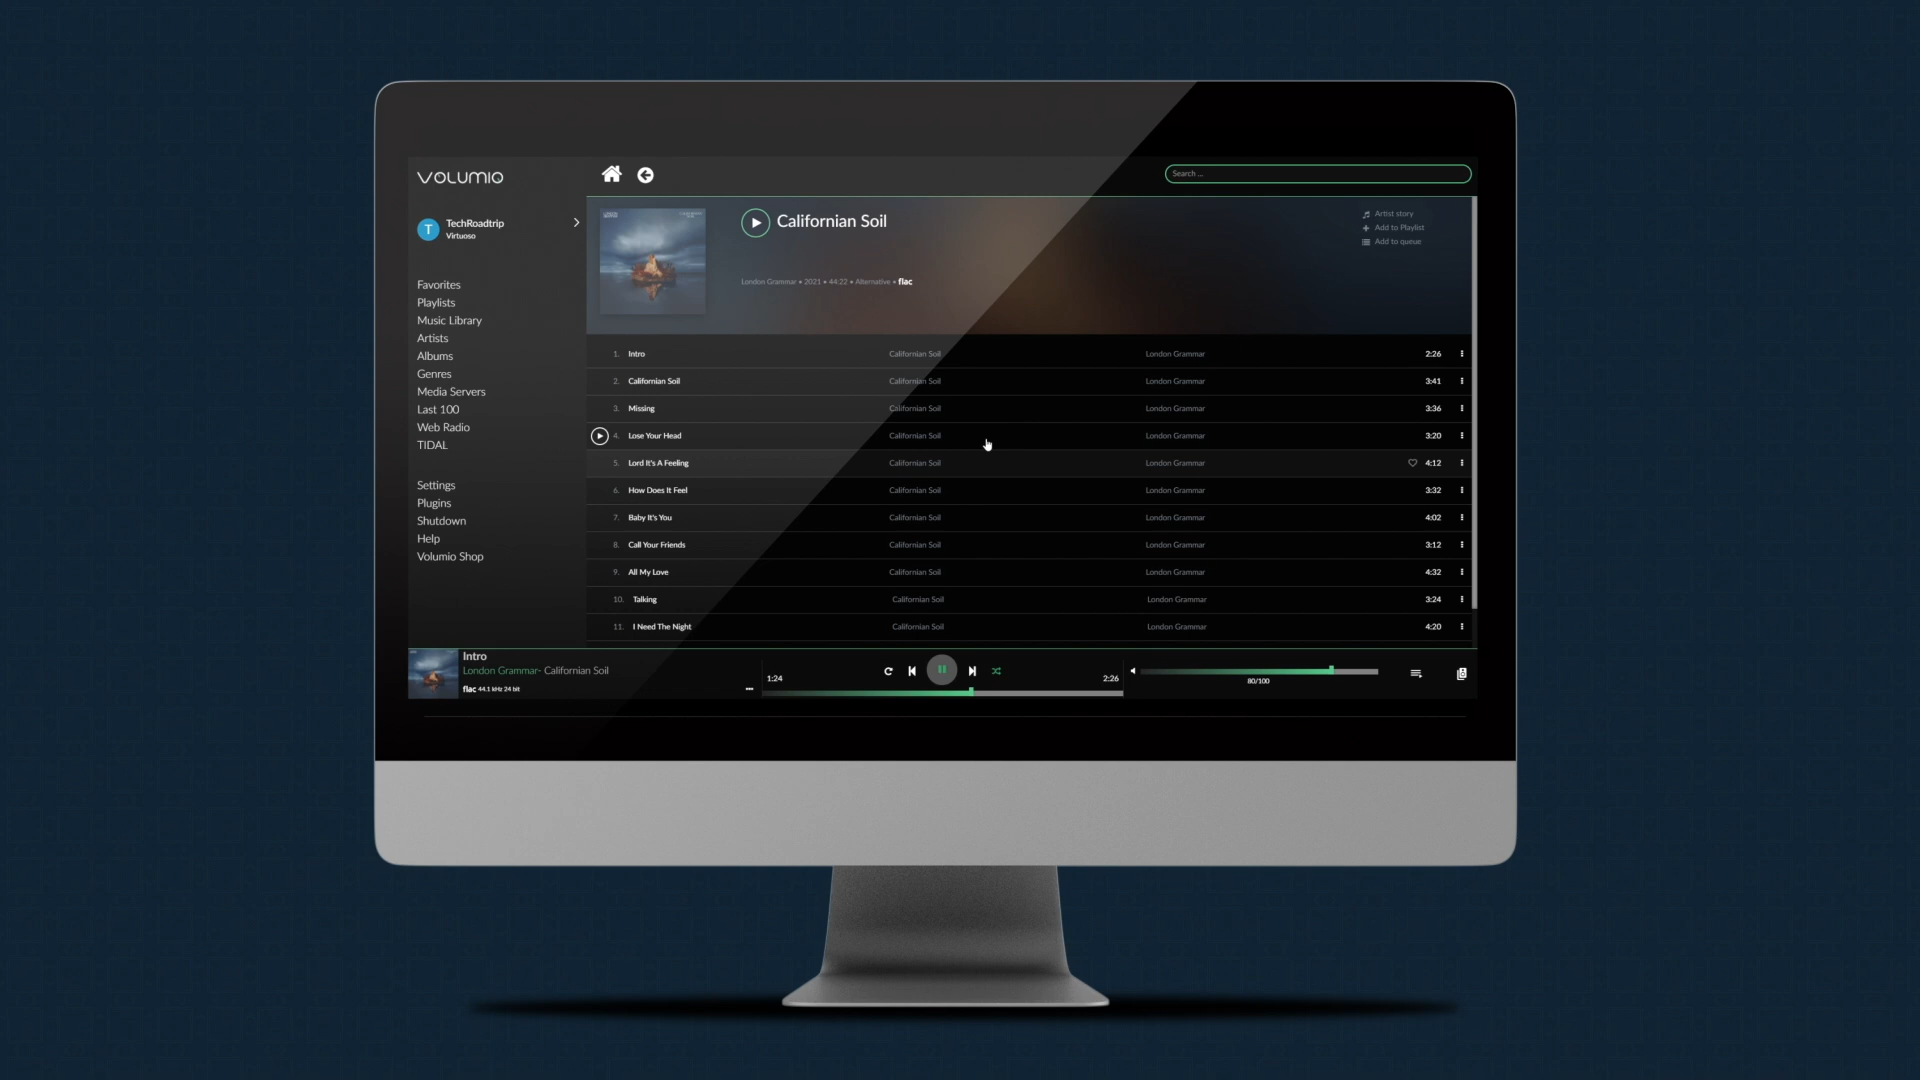 VOLUMIO
Search ...
T
TechRoadtrip
Virtuoso
Favorites
Playlists
Music Library
Artists
Albums
Genres
Media Servers
Last 100
Web Radio
TIDAL
Settings
Plugins
Shutdown
Help
Volumio Shop
Californian Soil
London Grammar • 2021 • 44:22 • Alternative • flac
Artist story
Add to Playlist
Add to queue
1. Intro Californian Soil London Grammar 2:26
2. Californian Soil Californian Soil London Grammar 3:41
3. Missing Californian Soil London Grammar 3:36
4. Lose Your Head Californian Soil London Grammar 3:20
5. Lord It's A Feeling Californian Soil London Grammar 4:12
6. How Does It Feel Californian Soil London Grammar 3:32
7. Baby It's You Californian Soil London Grammar 4:02
8. Call Your Friends Californian Soil London Grammar 3:12
9. All My Love Californian Soil London Grammar 4:32
10. Talking Californian Soil London Grammar 3:24
11. I Need The Night Californian Soil London Grammar 4:20
Intro
London Grammar- Californian Soil
flac 44.1 kHz 24 bit
1:24
2:26
80/100